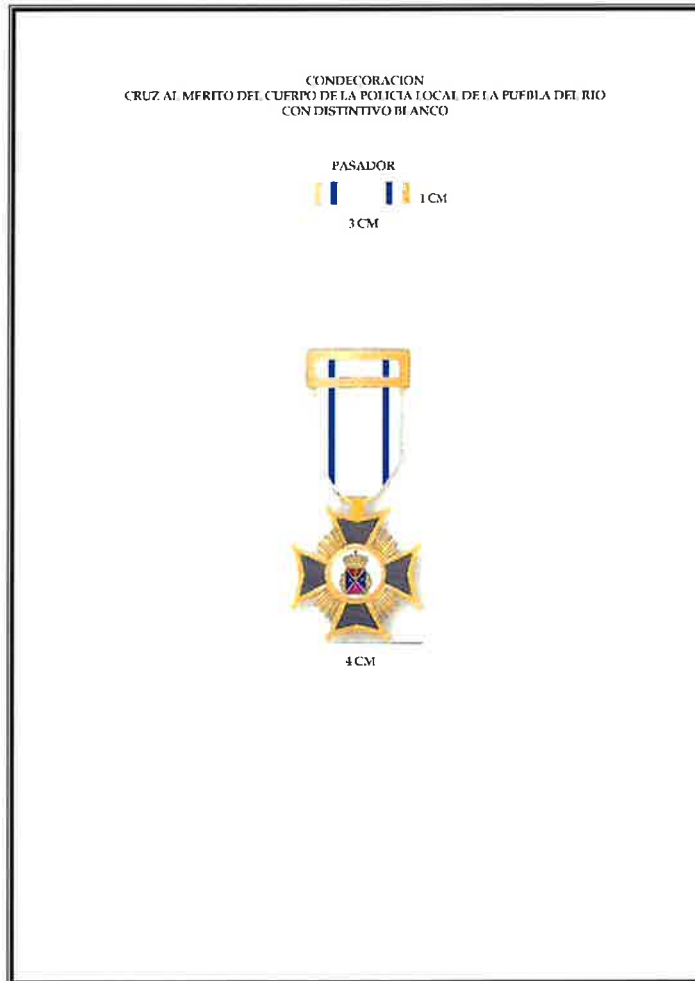 CONDECORACION
CRUZ AL MERITO DEL CUERPO DE LA POLICIA LOCAL DE LA PUEBLA DEL RIO
CON DISTINTIVO BLANCO
PASADOR
1 CM
3 CM
4 CM